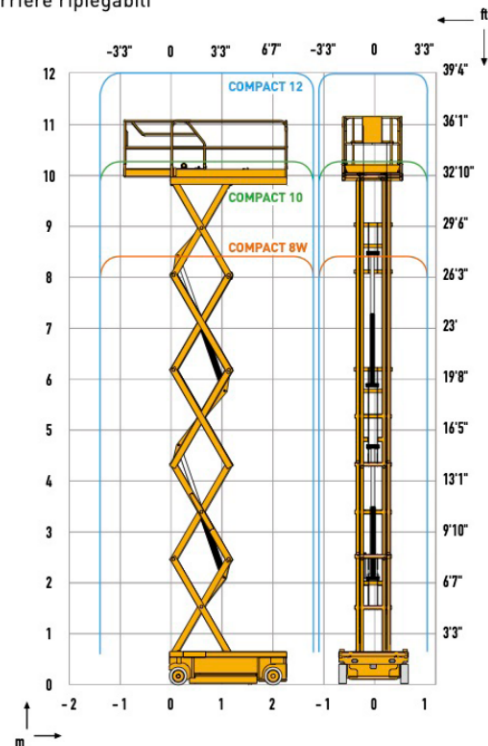 rriere ripiegabili
ft
-3'3" 0 3'3" 6'7" -3'3" 0 3'3"
12 39'4"
COMPACT 12
11 36'1"
10 32'10"
COMPACT 10
9 29'6"
COMPACT 8W
8 26'3"
7 23'
6 19'8"
5 16'5"
4 13'1"
3 9'10"
2 6'7"
1 3'3"
0
-2 -1 0 1 2 -1 0 1
m